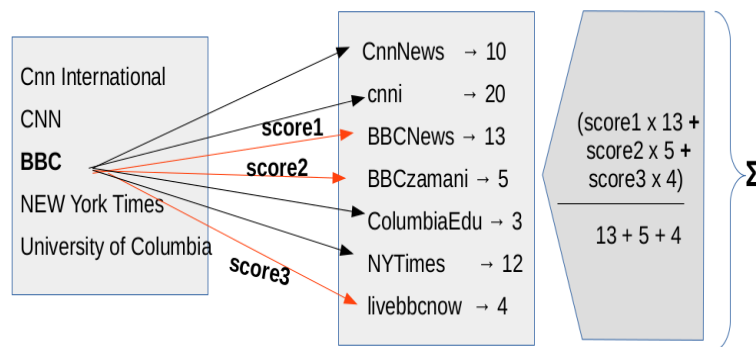 Cnn International
CNN
BBC
NEW York Times
University of Columbia
score1
score2
score3
CnnNews → 10
cnni → 20
BBCNews → 13
BBCzamani → 5
ColumbiaEdu → 3
NYTimes → 12
livebbcnow → 4
(score1 x 13 +
score2 x 5 +
score3 x 4)
13 + 5 + 4
Σ